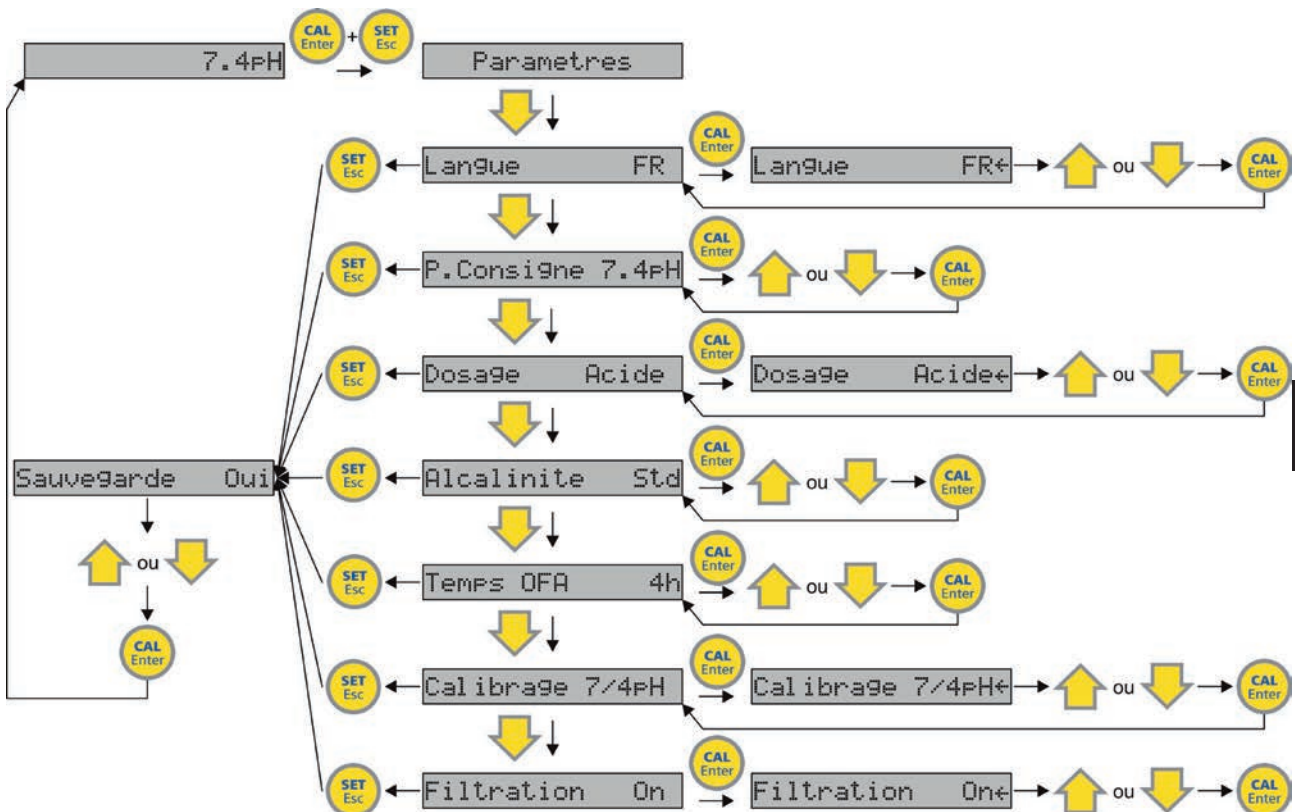 7.4pH
CAL Enter + SET Esc
Parametres
SET Esc
Langue FR
CAL Enter
Langue FR←
ou
CAL Enter
SET Esc
P.Consigne 7.4pH
CAL Enter
ou
CAL Enter
SET Esc
Dosage Acide
CAL Enter
Dosage Acide←
ou
CAL Enter
Sauvegarde Oui
ou
CAL Enter
SET Esc
Alcalinite Std
CAL Enter
ou
CAL Enter
SET Esc
Temps OFA 4h
CAL Enter
ou
CAL Enter
SET Esc
Calibrage 7/4pH
CAL Enter
Calibrage 7/4pH←
ou
CAL Enter
SET Esc
Filtration On
CAL Enter
Filtration On←
ou
CAL Enter